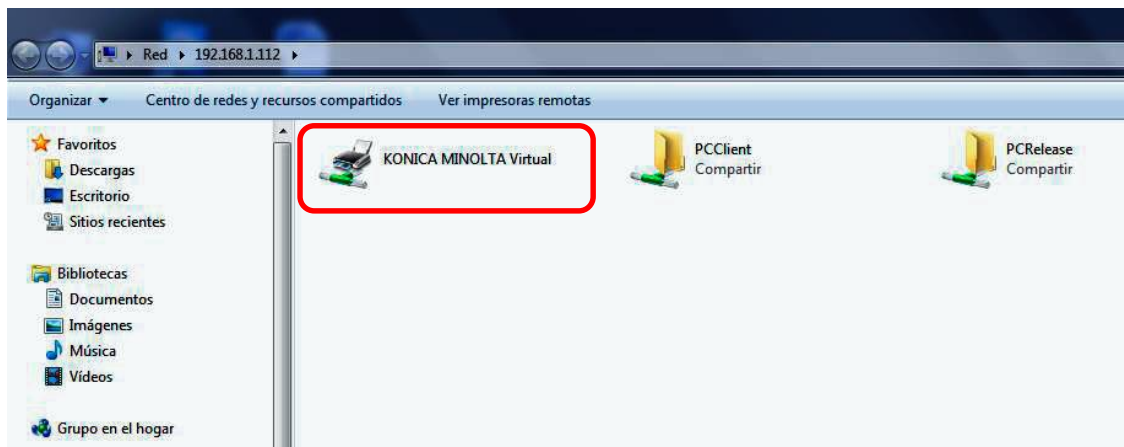 Red 192.168.1.112
Organizar Centro de redes y recursos compartidos Ver impresoras remotas
Favoritos
Descargas
Escritorio
Sitios recientes
Bibliotecas
Documentos
Imágenes
Música
Vídeos
Grupo en el hogar
KONICA MINOLTA Virtual
PCClient
Compartir
PCRelease
Compartir